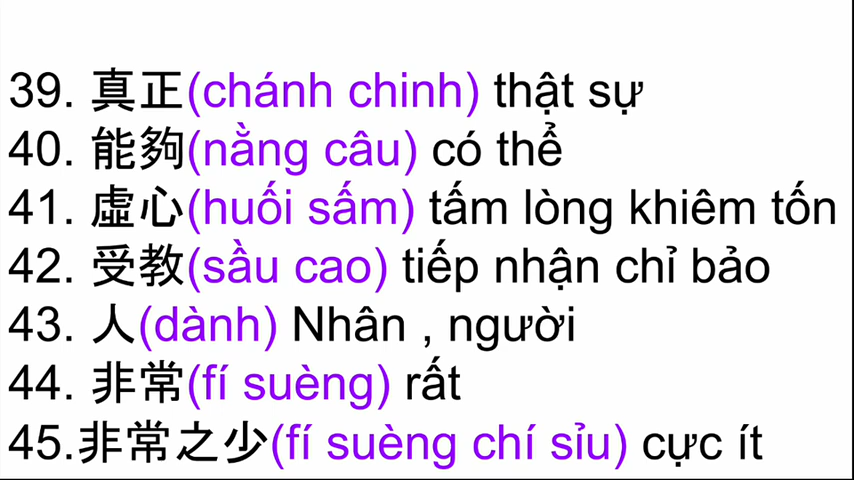 39. 真正(chánh chinh) thật sự
40. 能夠(nằng câu) có thể
41. 虛心(huối sấm) tấm lòng khiêm tốn
42. 受教(sầu cao) tiếp nhận chỉ bảo
43. 人(dành) Nhân , người
44. 非常(fí suèng) rất
45.非常之少(fí suèng chí sỉu) cực ít